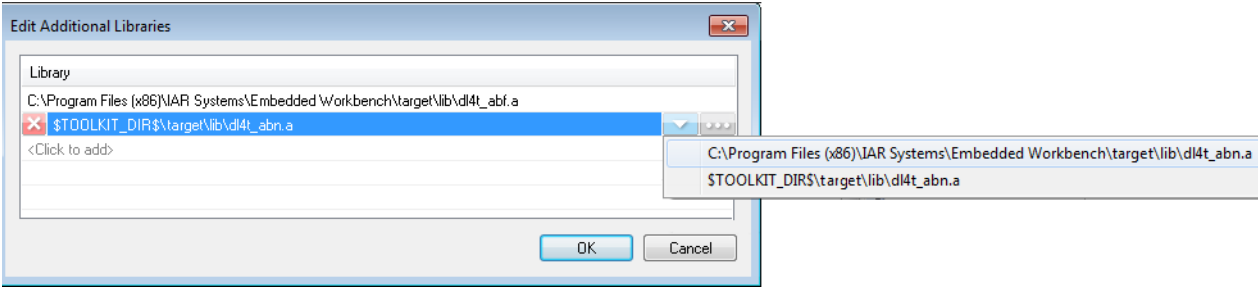 Edit Additional Libraries
Library
C:\Program Files (x86)\IAR Systems\Embedded Workbench\target\lib\dl4t_abf.a
$TOOLKIT_DIR$\target\lib\dl4t_abn.a
<Click to add>
C:\Program Files (x86)\IAR Systems\Embedded Workbench\target\lib\dl4t_abn.a
$TOOLKIT_DIR$\target\lib\dl4t_abn.a
OK Cancel